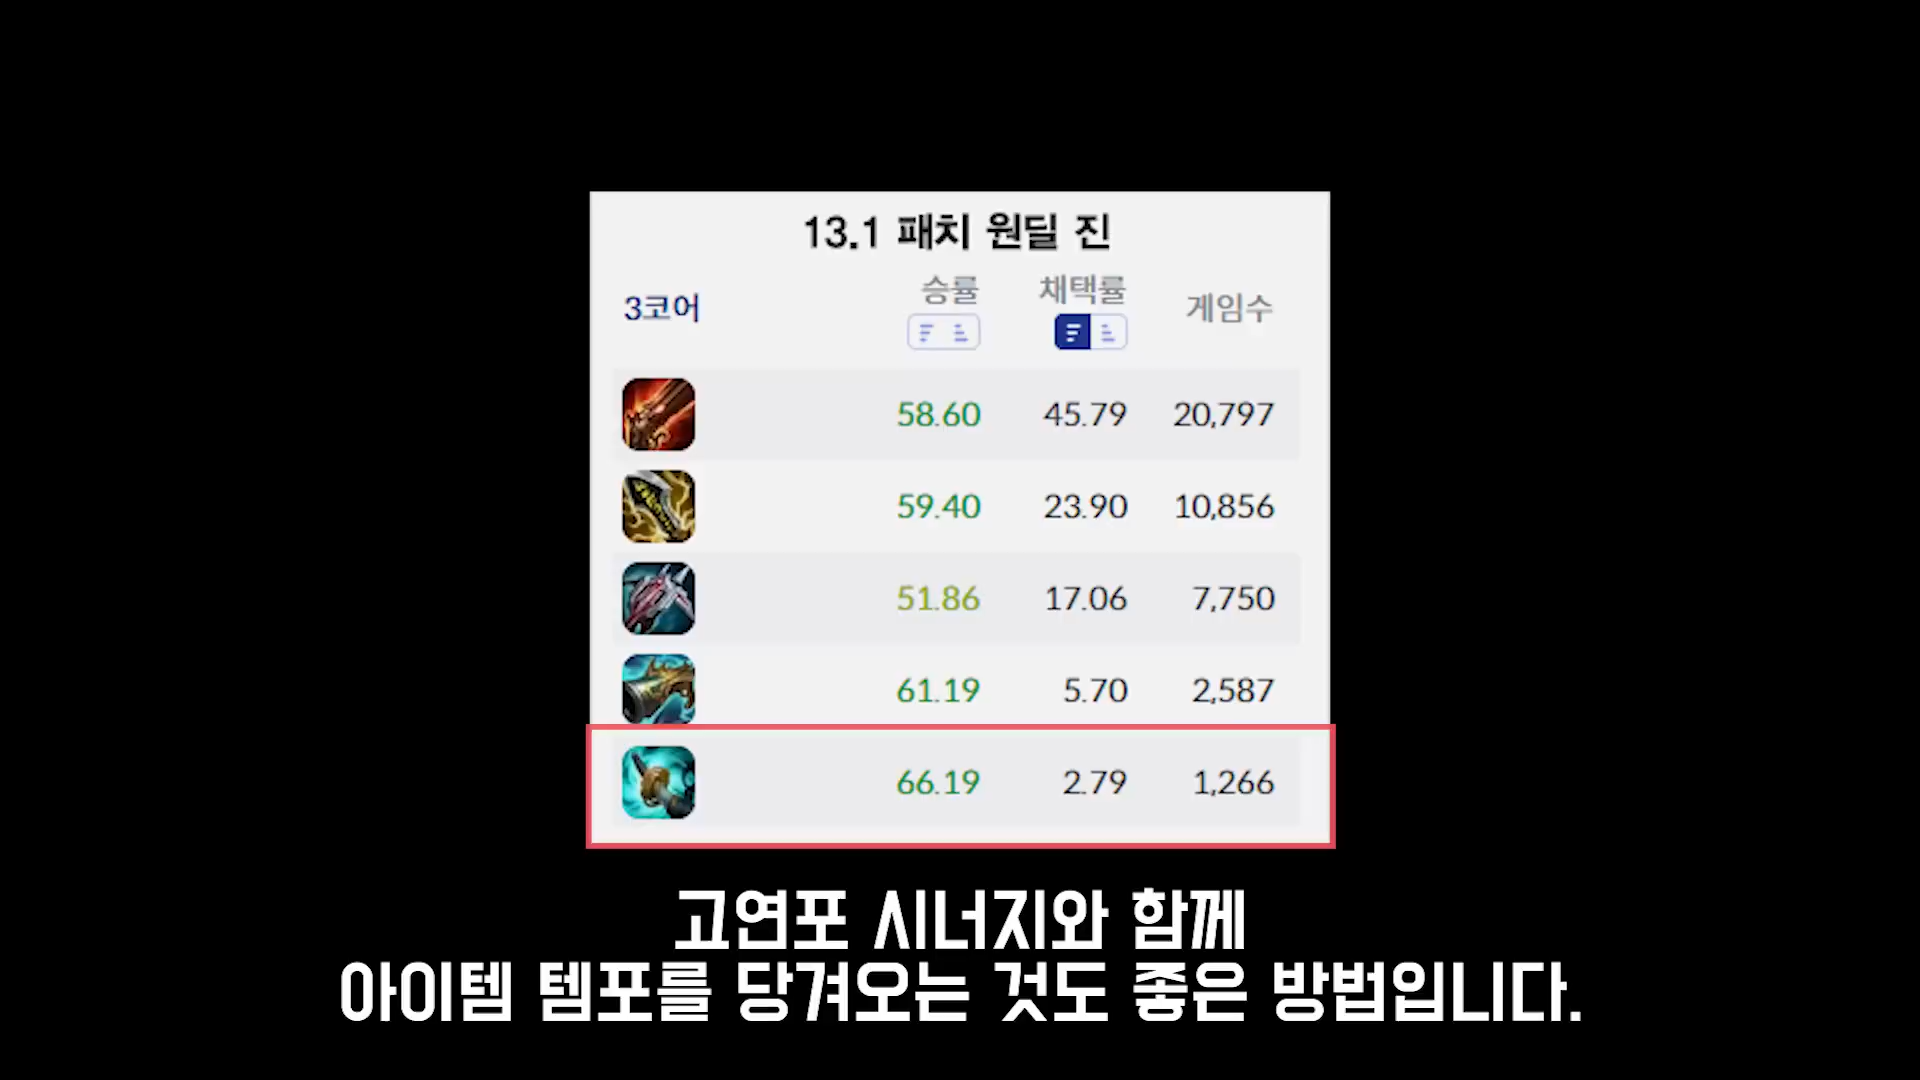 13.1 패치 원딜 진
3코어 승률 채택률 게임수
58.60 45.79 20,797
59.40 23.90 10,856
51.86 17.06 7,750
61.19 5.70 2,587
66.19 2.79 1,266
고연포 시너지와 함께
아이템 템포를 당겨오는 것도 좋은 방법입니다.